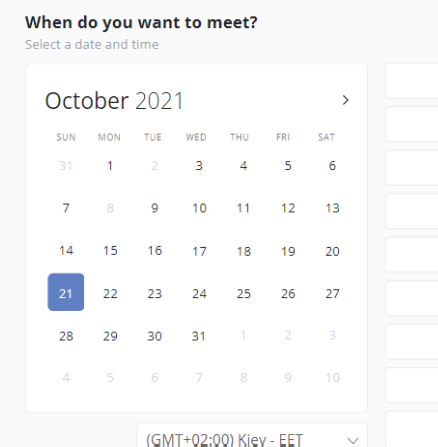 When do you want to meet?
Select a date and time
October 2021
SUN MON TUE WED THU FRI SAT
31 1 2 3 4 5 6
7 8 9 10 11 12 13
14 15 16 17 18 19 20
21 22 23 24 25 26 27
28 29 30 31 1 2 3
4 5 6 7 8 9 10
(GMT+02:00) Kiev - EET